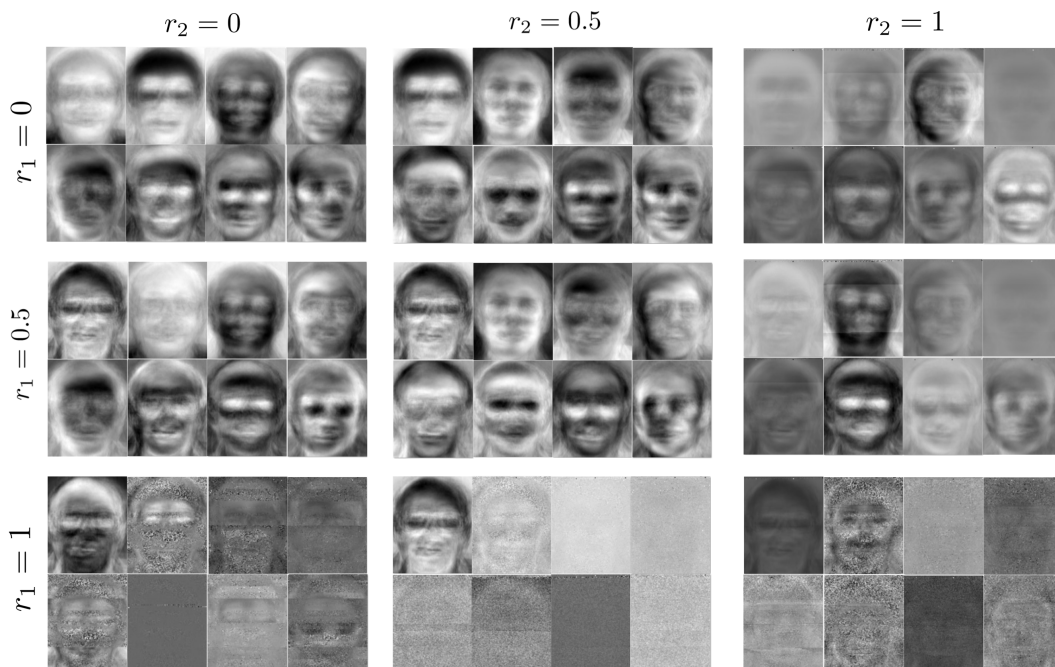 r₂ = 0
r₂ = 0.5
r₂ = 1
r₁ = 0
r₁ = 0.5
r₁ = 1